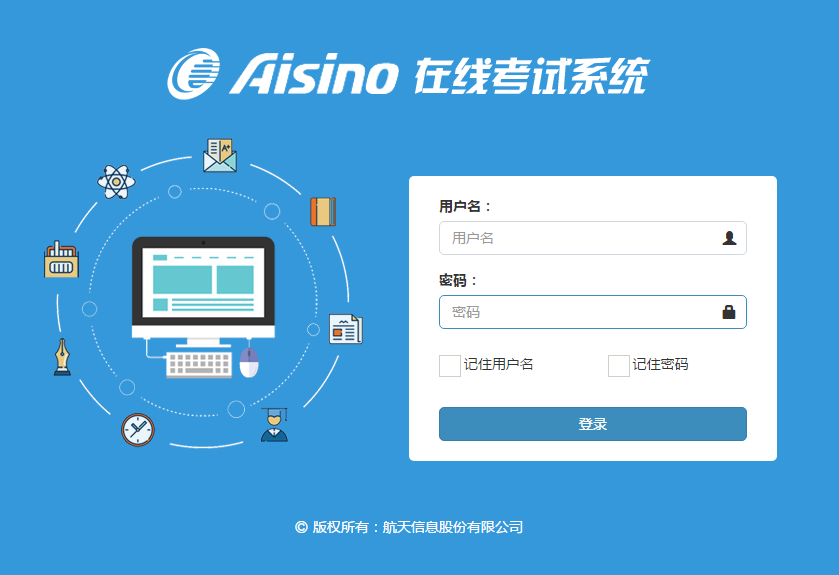 Aisino 在线考试系统
A+
用户名：
用户名
密码：
密码
记住用户名 记住密码
登录
© 版权所有：航天信息股份有限公司